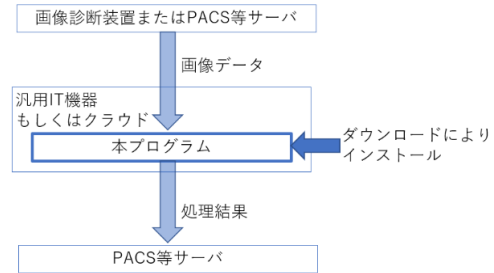 画像診断装置またはPACS等サーバ
画像データ
汎用IT機器
もしくはクラウド
本プログラム
ダウンロードにより
インストール
処理結果
PACS等サーバ